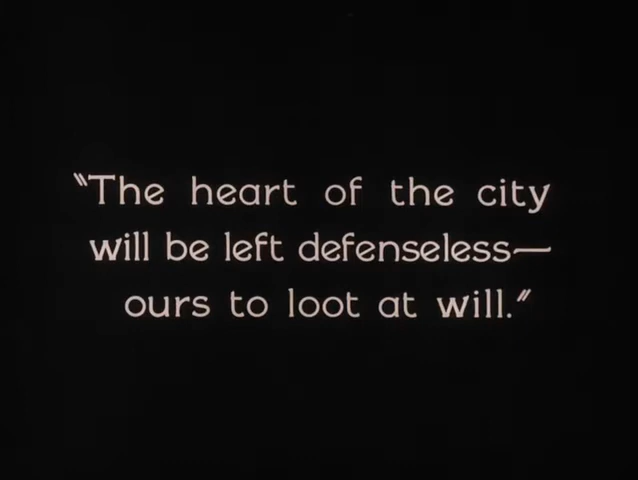 "The heart of the city
will be left defenseless—
ours to loot at will."